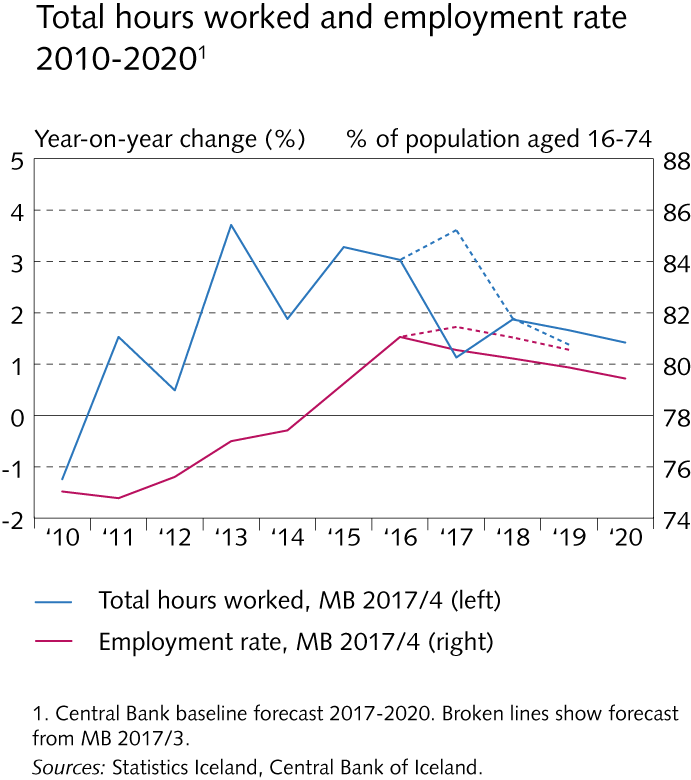 Total hours worked and employment rate
2010-2020¹
Year-on-year change (%) % of population aged 16-74
5 88
4 86
3 84
2 82
1 80
0 78
-1 76
-2 74
‘10 ‘11 ‘12 ‘13 ‘14 ‘15 ‘16 ‘17 ‘18 ‘19 ‘20
Total hours worked, MB 2017/4 (left)
Employment rate, MB 2017/4 (right)
1. Central Bank baseline forecast 2017-2020. Broken lines show forecast
from MB 2017/3.
Sources: Statistics Iceland, Central Bank of Iceland.